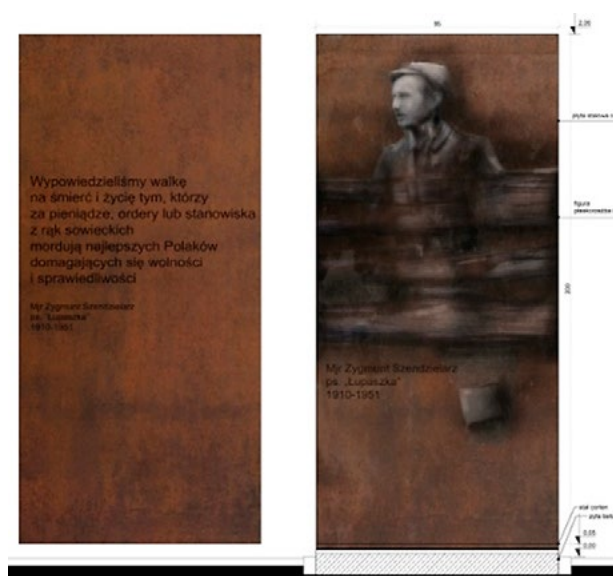 Wypowiedzieliśmy walkę
na śmierć i życię tym, którzy
za pieniądze, ordery lub stanowiska
z rąk sowieckich
mordują najlepszych Polaków
domagających się wolności
i sprawiedliwości
Mjr Zygmunt Szendzielarz
ps. "Łupaszka"
1910-1951
95
2,05
płyta stalowa
figura
200
Mjr Zygmunt Szendzielarz
ps. „Łupaszka”
1910-1951
stal corten
0,05
0,00